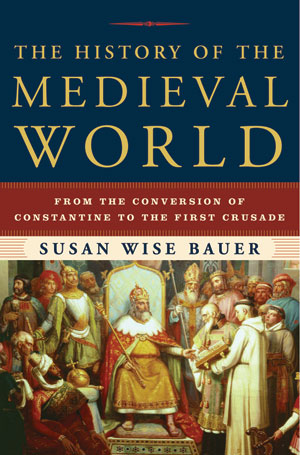 THE HISTORY OF THE
MEDIEVAL
WORLD
FROM THE CONVERSION OF
CONSTANTINE TO THE FIRST CRUSADE
SUSAN WISE BAUER